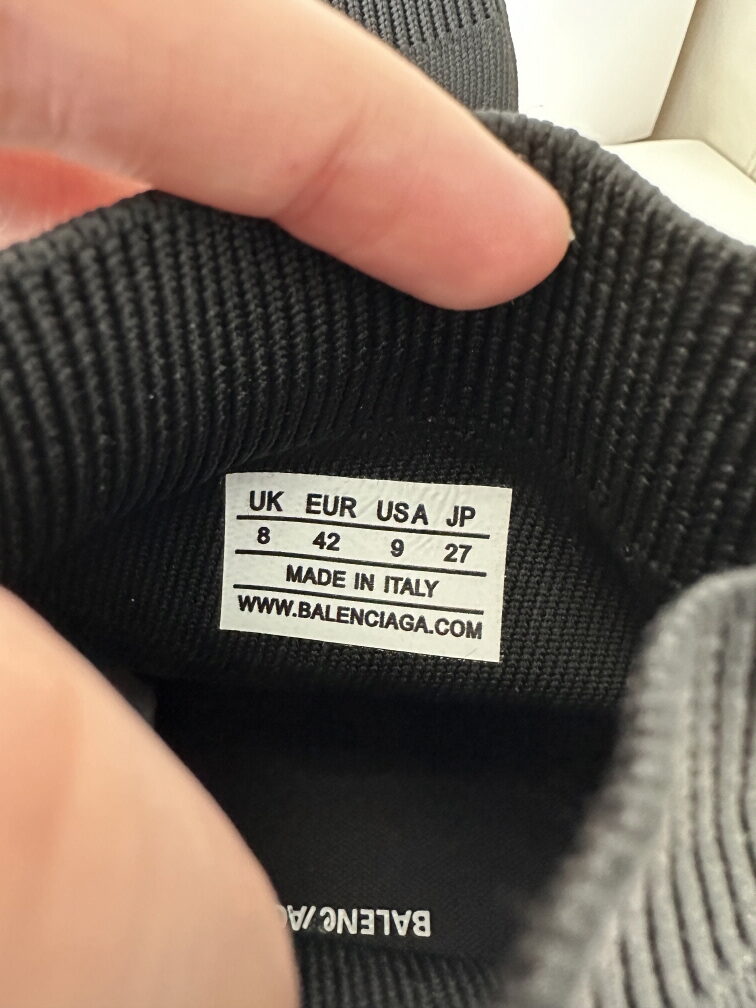 UK EUR USA JP
8 42 9 27
MADE IN ITALY
WWW.BALENCIAGA.COM